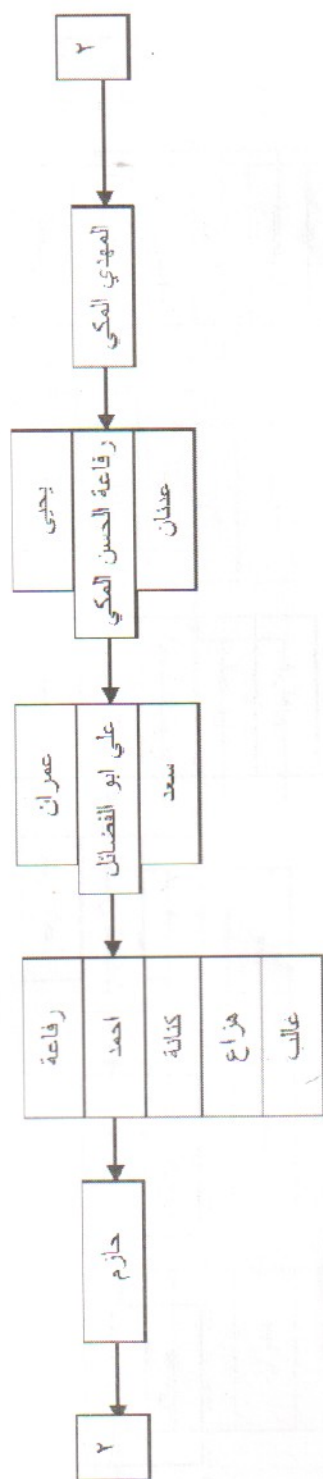 ٢
المهدي المكي
يحيى
رفاعة الحسن المكي
عدنان
عمران
علي ابو الفضائل
سعد
رفاعة
احمد
كنانة
هزاع
غالب
حازم
٢